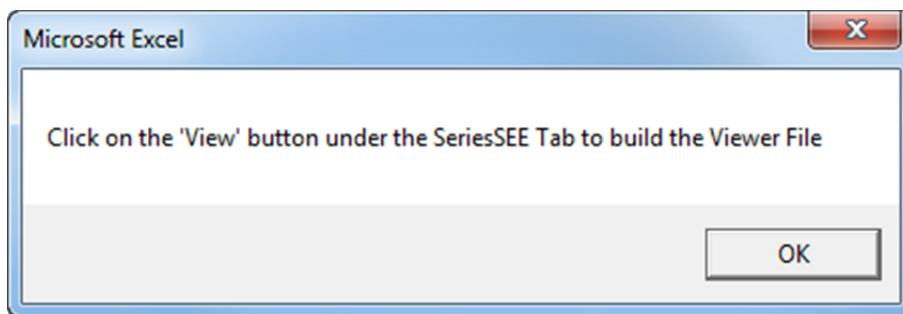 Microsoft Excel
Click on the 'View' button under the SeriesSEE Tab to build the Viewer File
OK